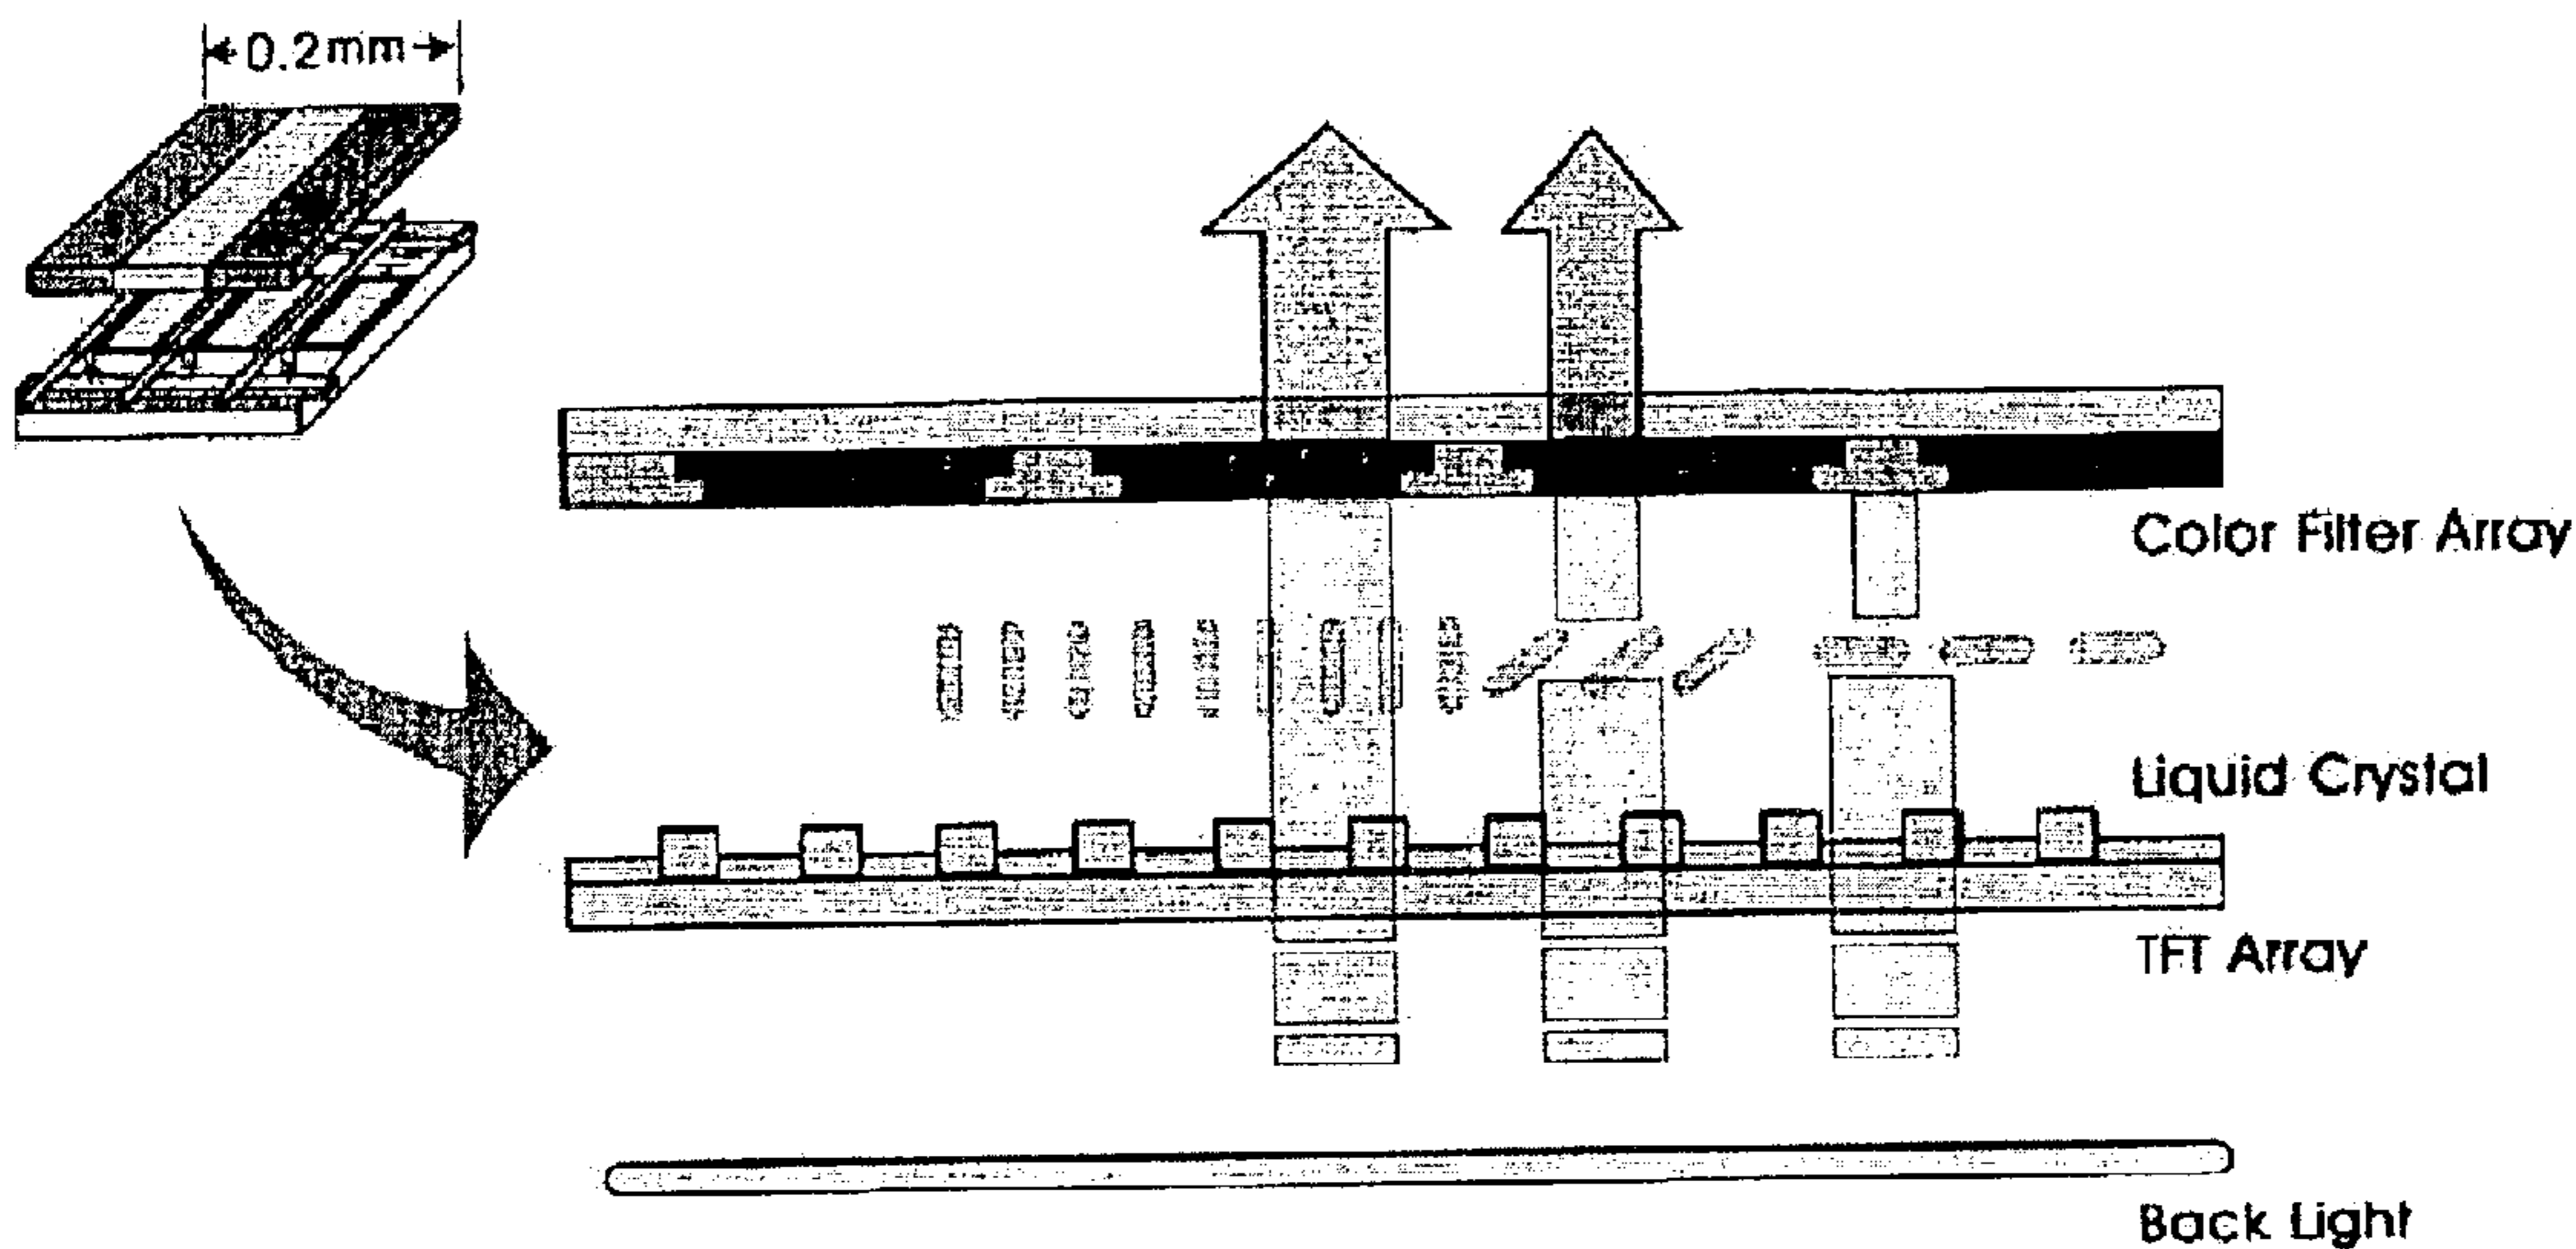 0.2mm
Color Filter Array
Liquid Crystal
TFT Array
Back Light